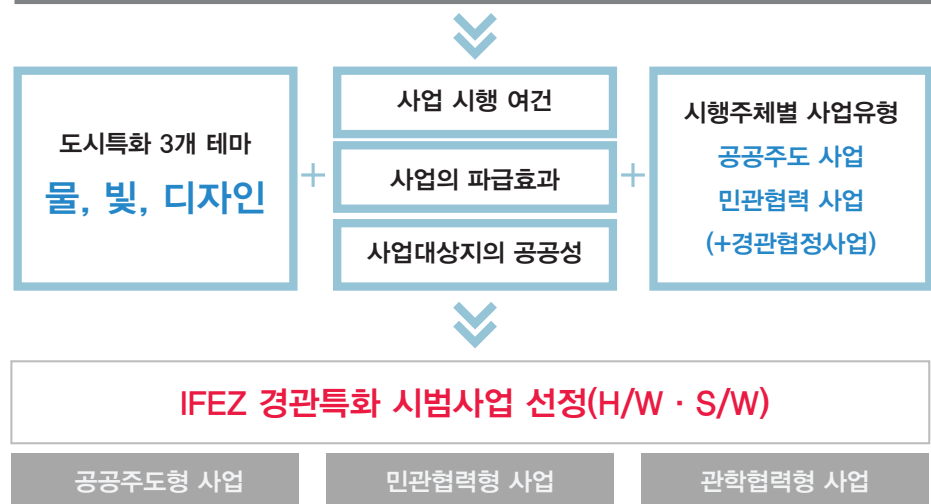 도시특화 3개 테마
물, 빛, 디자인
+
사업 시행 여건
사업의 파급효과
사업대상지의 공공성
+
시행주체별 사업유형
공공주도 사업
민관협력 사업
(+경관협정사업)
IFEZ 경관특화 시범사업 선정(H/W · S/W)
공공주도형 사업
민관협력형 사업
관학협력형 사업